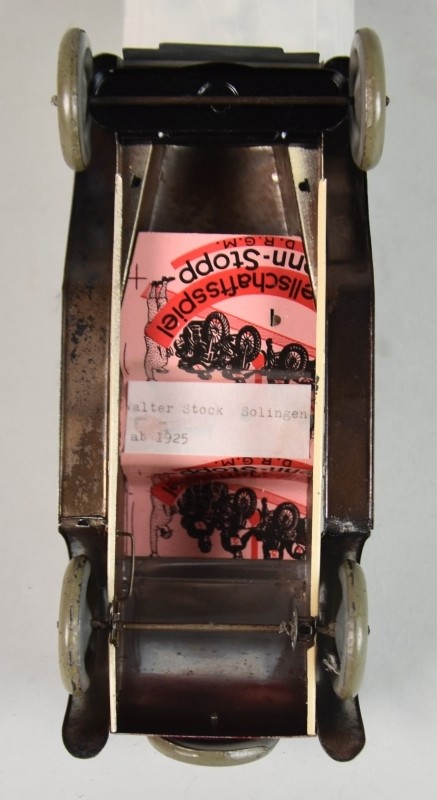 D.R.G.M.
nn-Stopp
ellschaftsspiel
alter Stock Solingen
ab 1925
nn-Stopp
D.R.G.M.